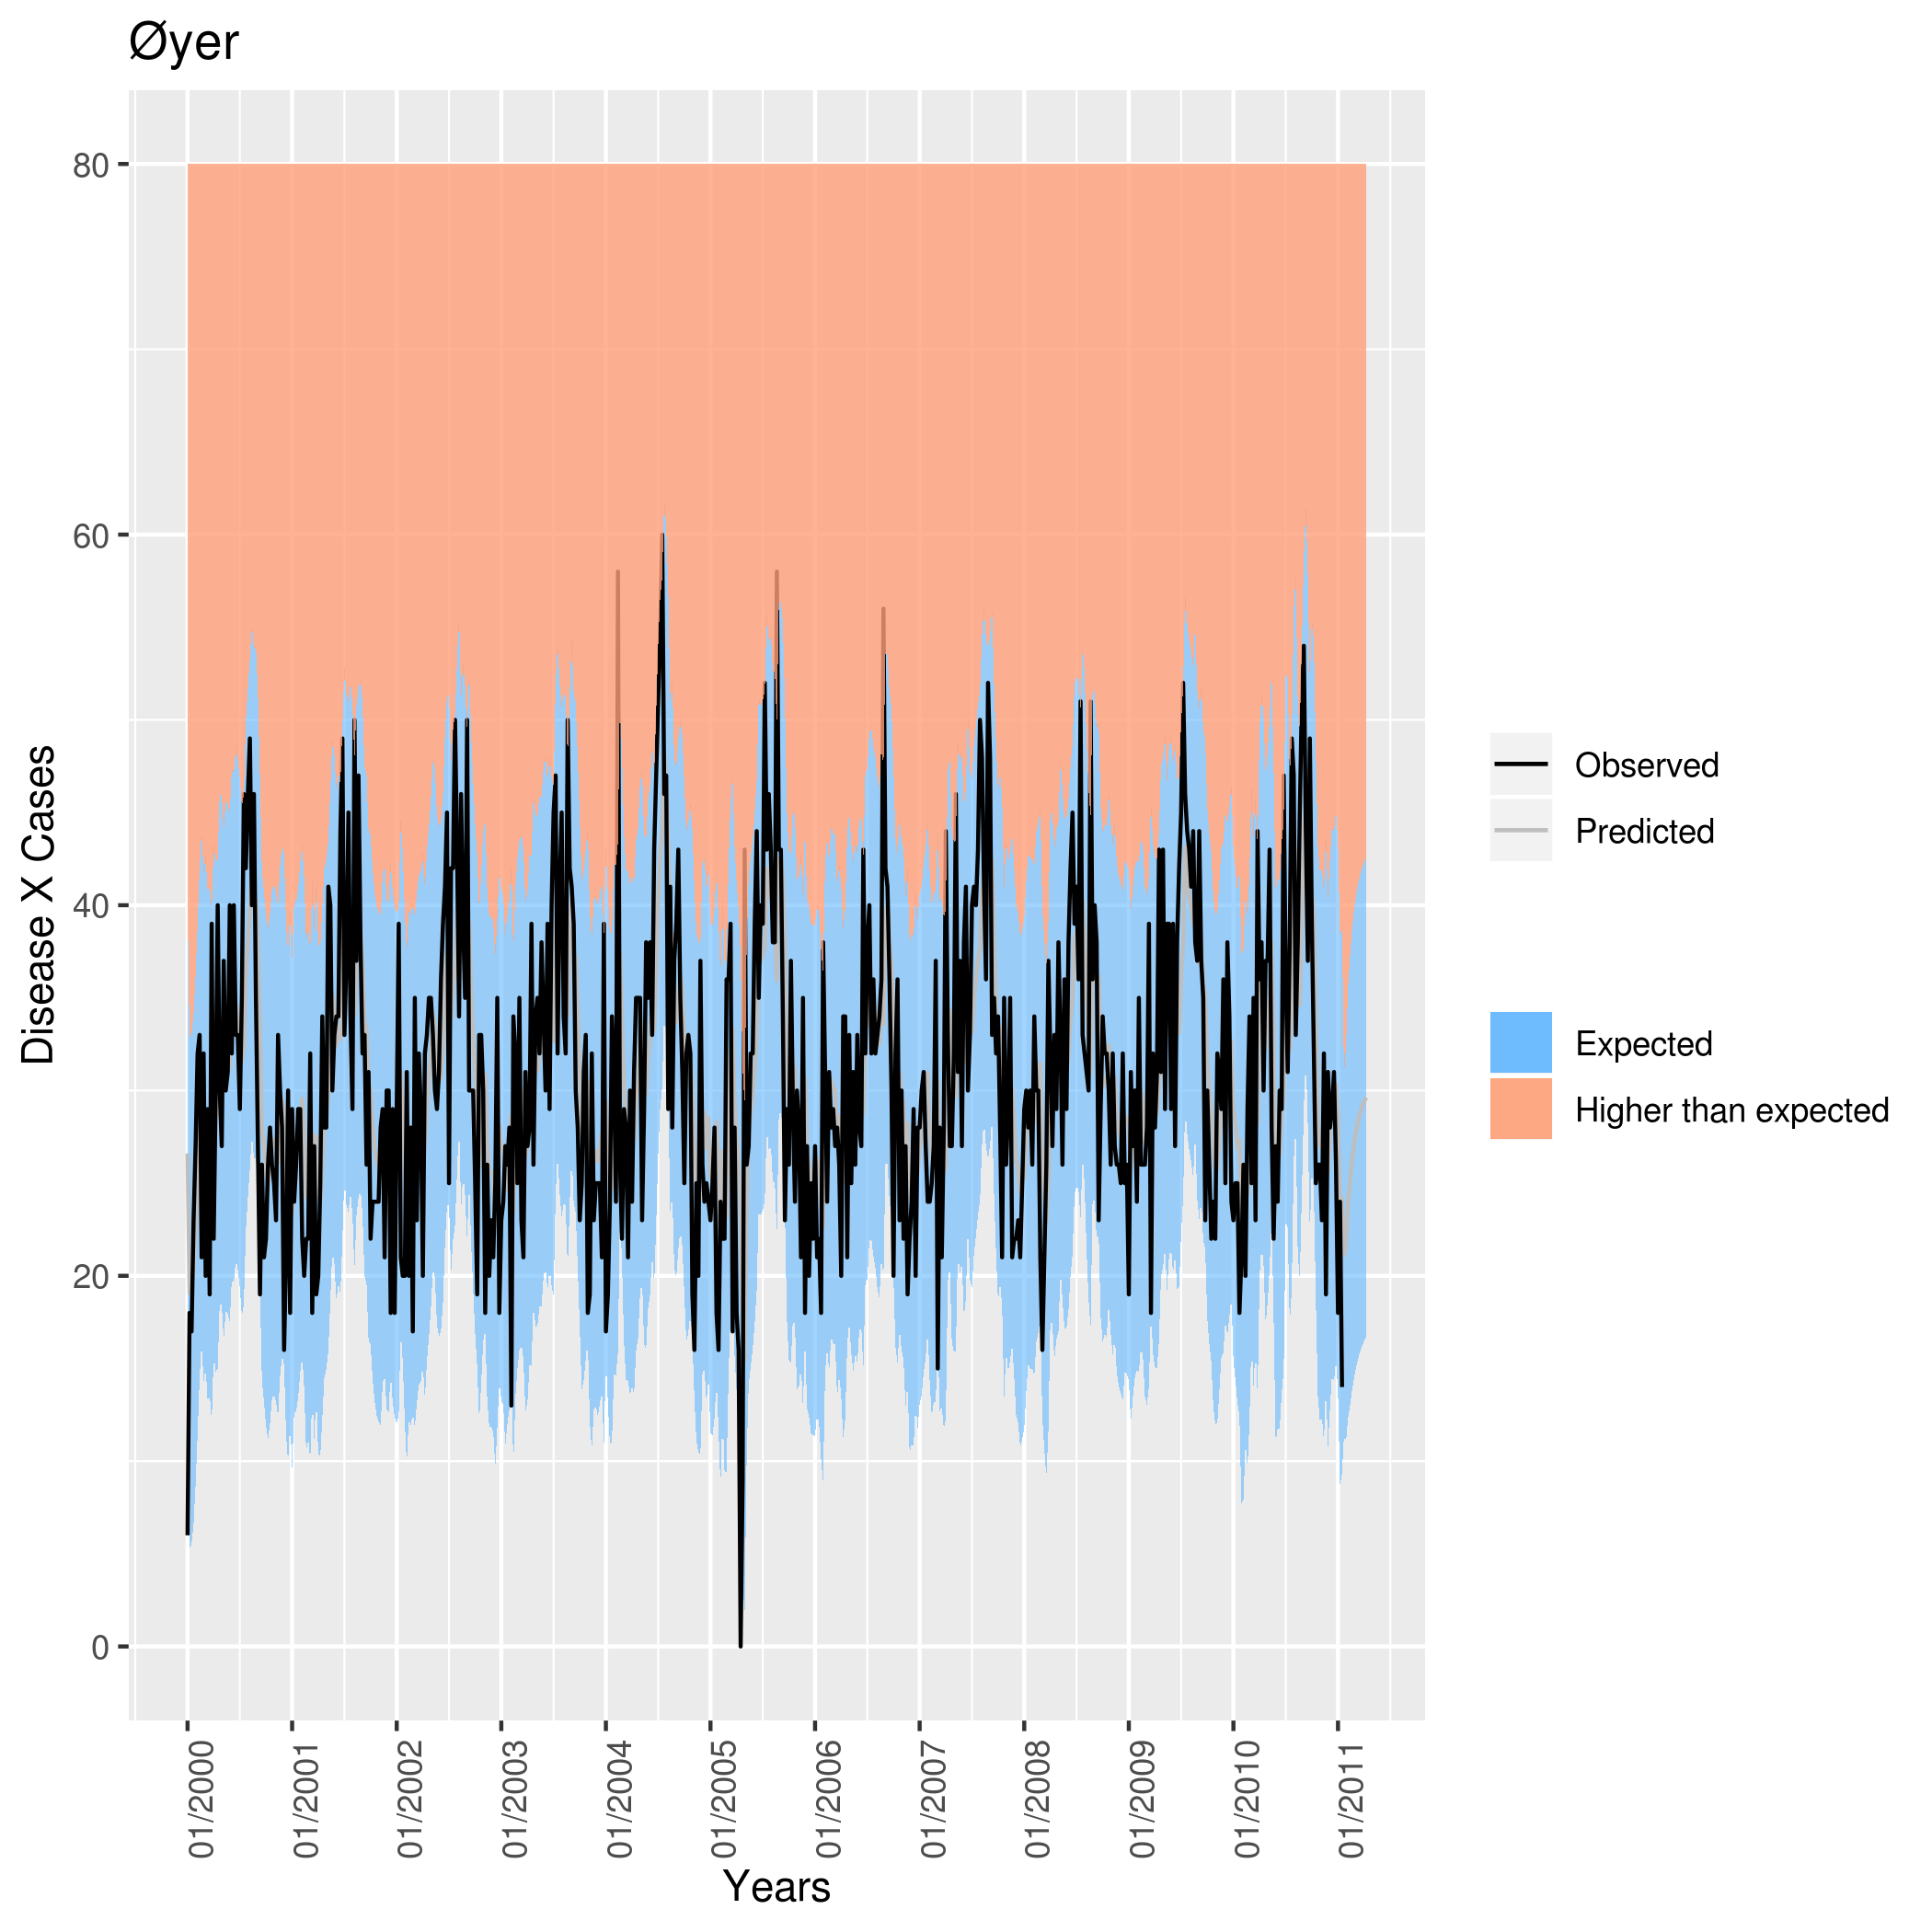 Øyer
Disease X Cases
80
60
40
20
0
01/2000
01/2001
01/2002
01/2003
01/2004
01/2005
01/2006
01/2007
01/2008
01/2009
01/2010
01/2011
Years
Observed
Predicted
Expected
Higher than expected